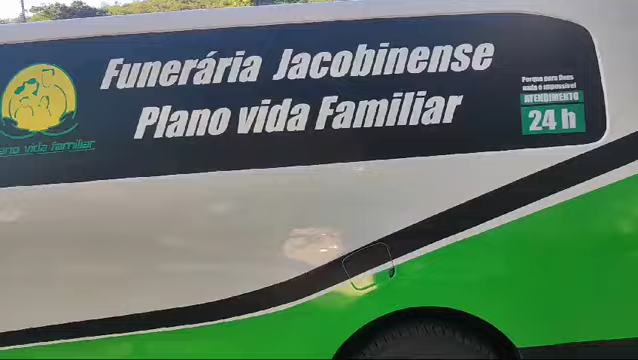 Funerária Jacobinense
Plano vida Familiar
Porque para Deus
nada é impossível
ATENDIMENTO
24 h
ano vida familiar